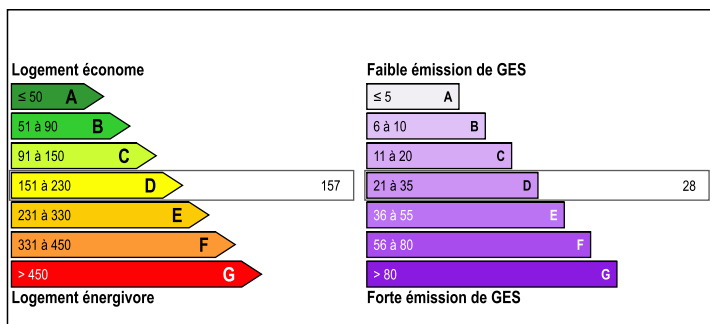 Logement économe
≤ 50 A
51 à 90 B
91 à 150 C
151 à 230 D 157
231 à 330 E
331 à 450 F
> 450 G
Logement énergivore
Faible émission de GES
≤ 5 A
6 à 10 B
11 à 20 C
21 à 35 D 28
36 à 55 E
56 à 80 F
> 80 G
Forte émission de GES